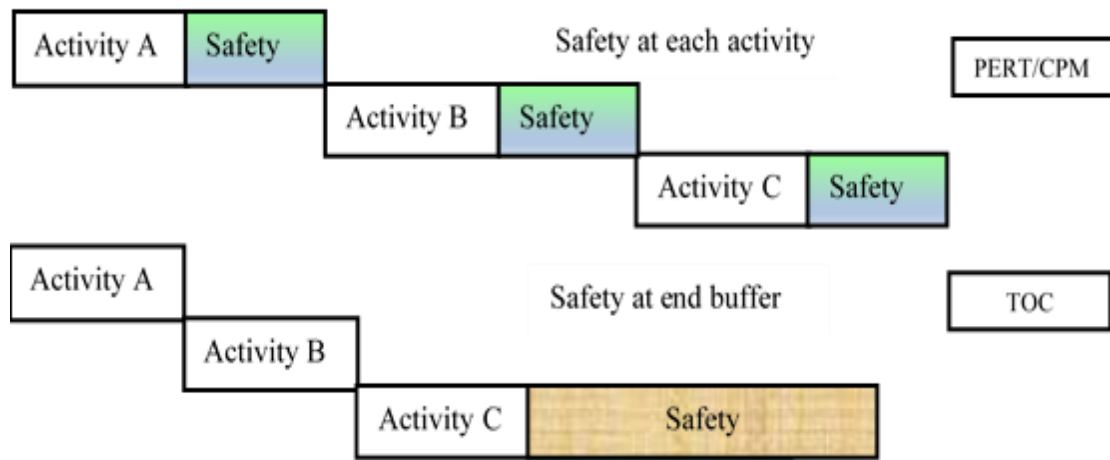 Activity A
Safety
Safety at each activity
PERT/CPM
Activity B
Safety
Activity C
Safety
Activity A
Safety at end buffer
TOC
Activity B
Activity C
Safety